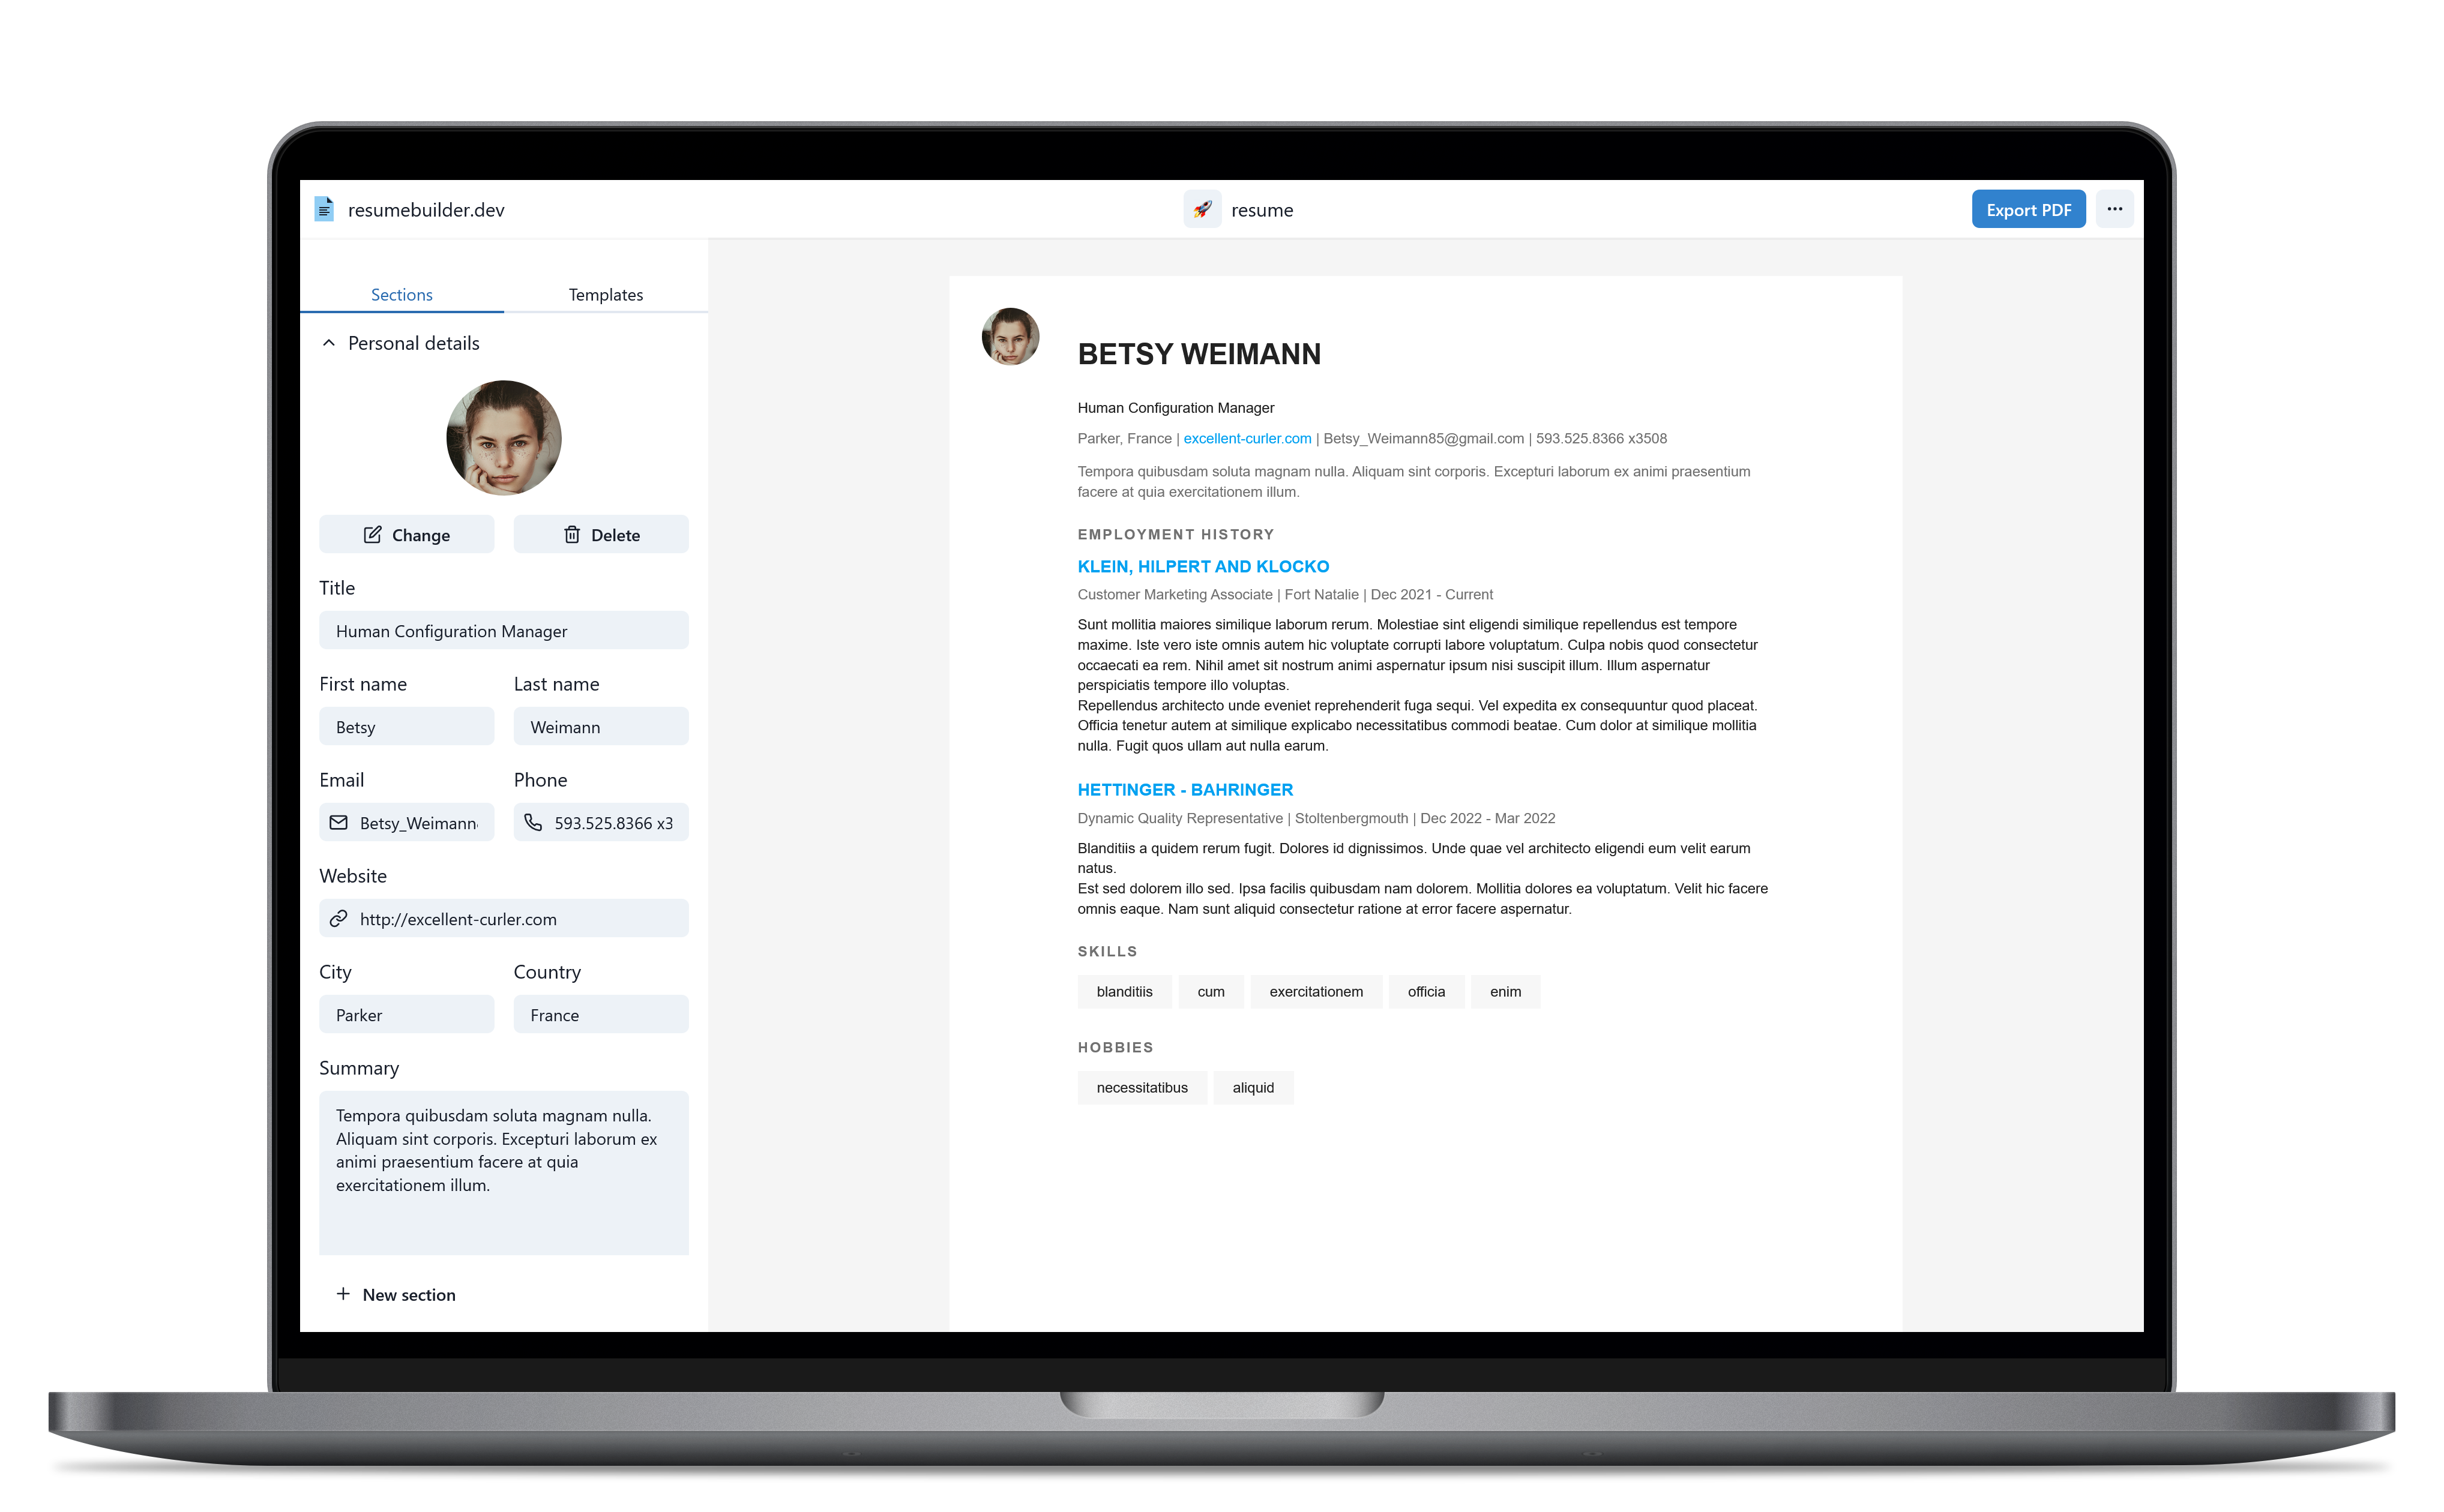 resumebuilder.dev
resume
Export PDF
Sections
Templates
Personal details
Change
Delete
Title
Human Configuration Manager
First name
Last name
Betsy
Weimann
Email
Phone
Betsy_Weimann
593.525.8366 x3
Website
http://excellent-curler.com
City
Country
Parker
France
Summary
Tempora quibusdam soluta magnam nulla.
Aliquam sint corporis. Excepturi laborum ex
animi praesentium facere at quia
exercitationem illum.
New section
BETSY WEIMANN
Human Configuration Manager
Parker, France | excellent-curler.com | Betsy_Weimann85@gmail.com | 593.525.8366 x3508
Tempora quibusdam soluta magnam nulla. Aliquam sint corporis. Excepturi laborum ex animi praesentium
facere at quia exercitationem illum.
EMPLOYMENT HISTORY
KLEIN, HILPERT AND KLOCKO
Customer Marketing Associate | Fort Natalie | Dec 2021 - Current
Sunt mollitia maiores similique laborum rerum. Molestiae sint eligendi similique repellendus est tempore
maxime. Iste vero iste omnis autem hic voluptate corrupti labore voluptatum. Culpa nobis quod consectetur
occaecati ea rem. Nihil amet sit nostrum animi aspernatur ipsum nisi suscipit illum. Illum aspernatur
perspiciatis tempore illo voluptas.
Repellendus architecto unde eveniet reprehenderit fuga sequi. Vel expedita ex consequuntur quod placeat.
Officia tenetur autem at similique explicabo necessitatibus commodi beatae. Cum dolor at similique mollitia
nulla. Fugit quos ullam aut nulla earum.
HETTINGER - BAHRINGER
Dynamic Quality Representative | Stoltenbergmouth | Dec 2022 - Mar 2022
Blanditiis a quidem rerum fugit. Dolores id dignissimos. Unde quae vel architecto eligendi eum velit earum
natus.
Est sed dolorem illo sed. Ipsa facilis quibusdam nam dolorem. Mollitia dolores ea voluptatum. Velit hic facere
omnis eaque. Nam sunt aliquid consectetur ratione at error facere aspernatur.
SKILLS
blanditiis
cum
exercitationem
officia
enim
HOBBIES
necessitatibus
aliquid